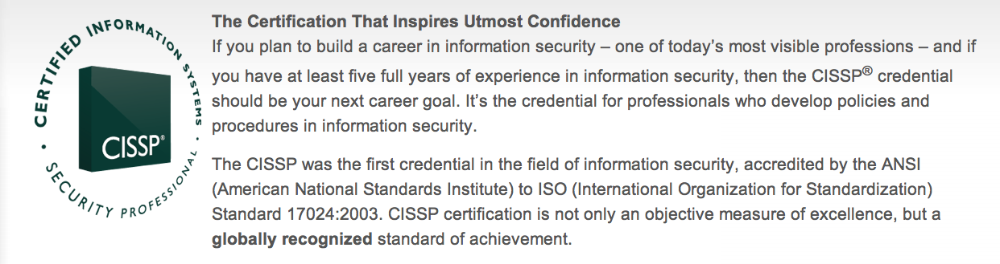 CERTIFIED INFORMATION SYSTEMS
· SECURITY PROFESSIONAL ·
CISSP®
The Certification That Inspires Utmost Confidence
If you plan to build a career in information security – one of today’s most visible professions – and if
you have at least five full years of experience in information security, then the CISSP® credential
should be your next career goal. It’s the credential for professionals who develop policies and
procedures in information security.
The CISSP was the first credential in the field of information security, accredited by the ANSI
(American National Standards Institute) to ISO (International Organization for Standardization)
Standard 17024:2003. CISSP certification is not only an objective measure of excellence, but a
globally recognized standard of achievement.